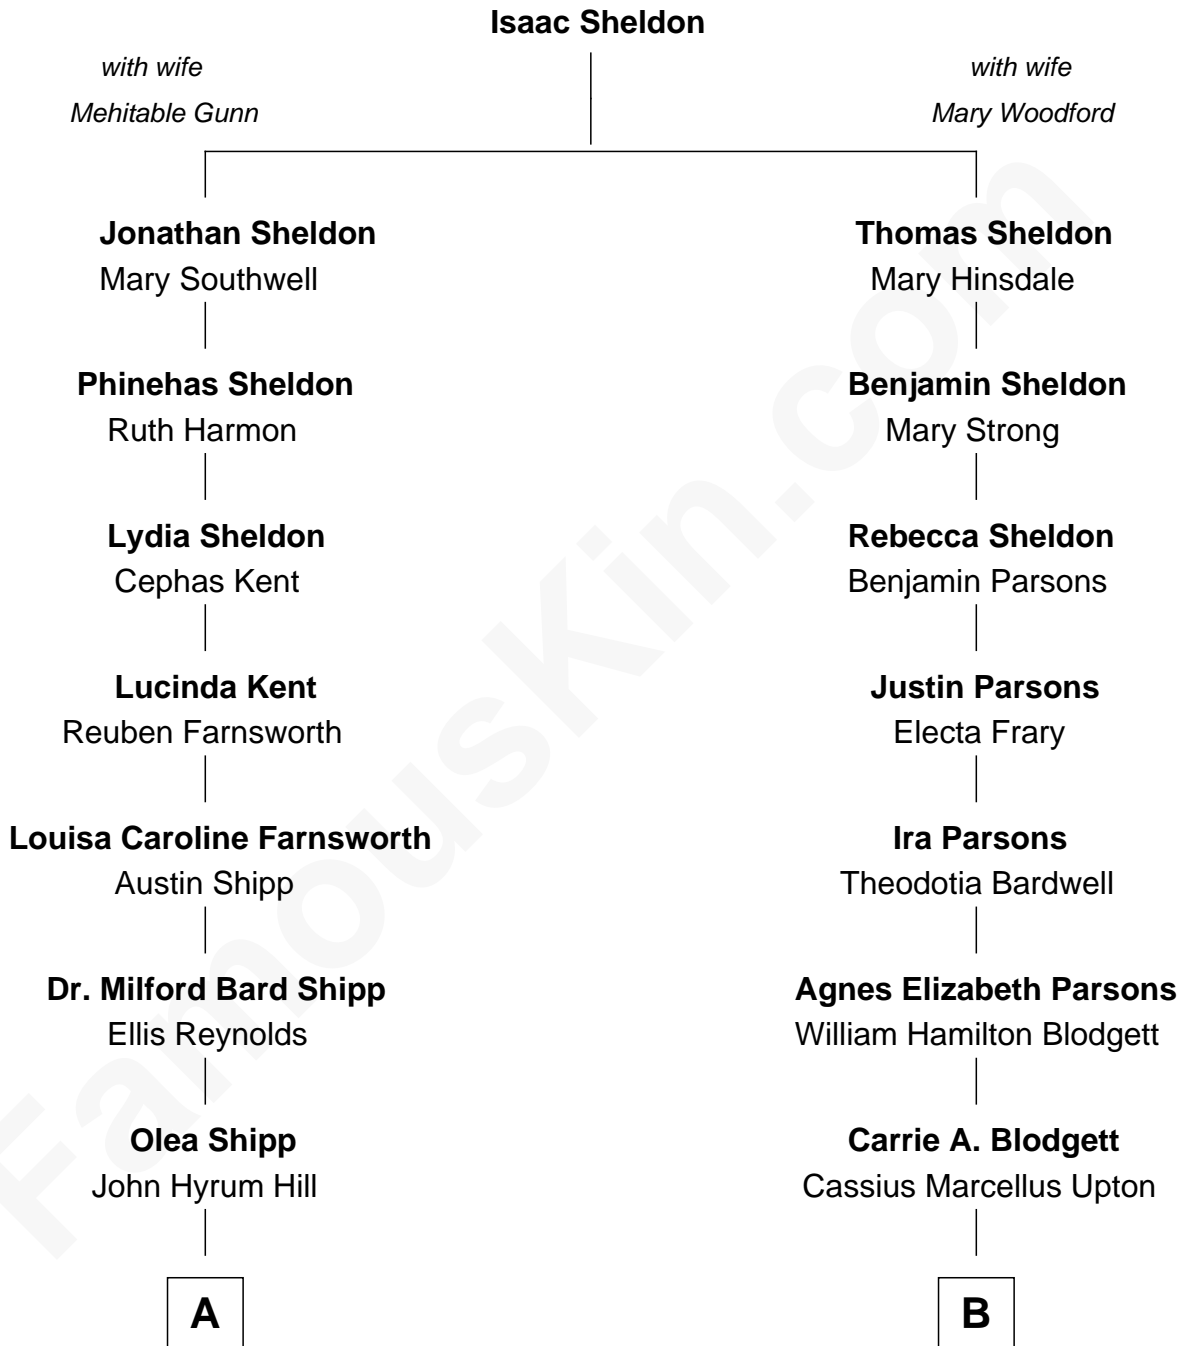 Isaac Sheldon
with wife
Mehitable Gunn
with wife
Mary Woodford
Jonathan Sheldon
Mary Southwell
Thomas Sheldon
Mary Hinsdale
Phinehas Sheldon
Ruth Harmon
Benjamin Sheldon
Mary Strong
Lydia Sheldon
Cephas Kent
Rebecca Sheldon
Benjamin Parsons
Lucinda Kent
Reuben Farnsworth
Justin Parsons
Electa Frary
Louisa Caroline Farnsworth
Austin Shipp
Ira Parsons
Theodotia Bardwell
Dr. Milford Bard Shipp
Ellis Reynolds
Agnes Elizabeth Parsons
William Hamilton Blodgett
Olea Shipp
John Hyrum Hill
Carrie A. Blodgett
Cassius Marcellus Upton
A
B
FamousKin.com